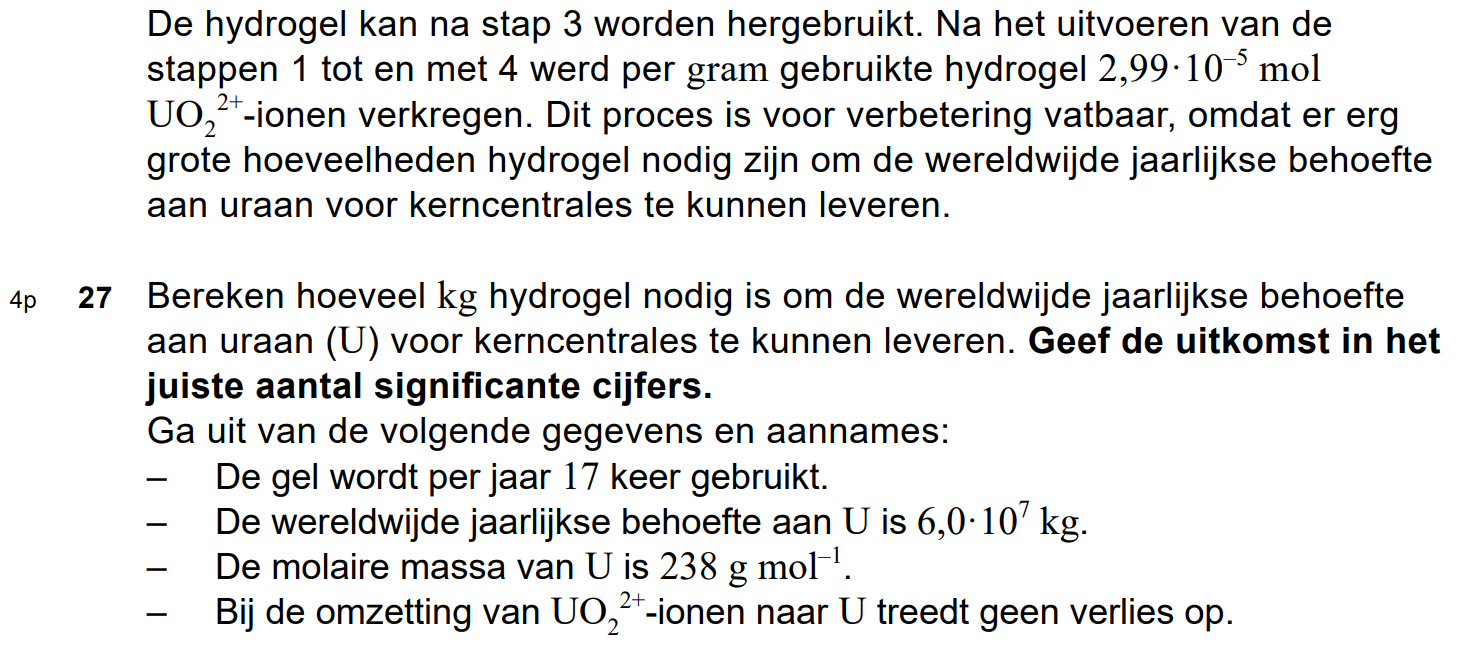 De hydrogel kan na stap 3 worden hergebruikt. Na het uitvoeren van de
stappen 1 tot en met 4 werd per gram gebruikte hydrogel 2,99·10⁻⁵ mol
UO₂²⁺-ionen verkregen. Dit proces is voor verbetering vatbaar, omdat er erg
grote hoeveelheden hydrogel nodig zijn om de wereldwijde jaarlijkse behoefte
aan uraan voor kerncentrales te kunnen leveren.
4p 27 Bereken hoeveel kg hydrogel nodig is om de wereldwijde jaarlijkse behoefte
aan uraan (U) voor kerncentrales te kunnen leveren. Geef de uitkomst in het
juiste aantal significante cijfers.
Ga uit van de volgende gegevens en aannames:
– De gel wordt per jaar 17 keer gebruikt.
– De wereldwijde jaarlijkse behoefte aan U is 6,0·10⁷ kg.
– De molaire massa van U is 238 g mol⁻¹.
– Bij de omzetting van UO₂²⁺-ionen naar U treedt geen verlies op.